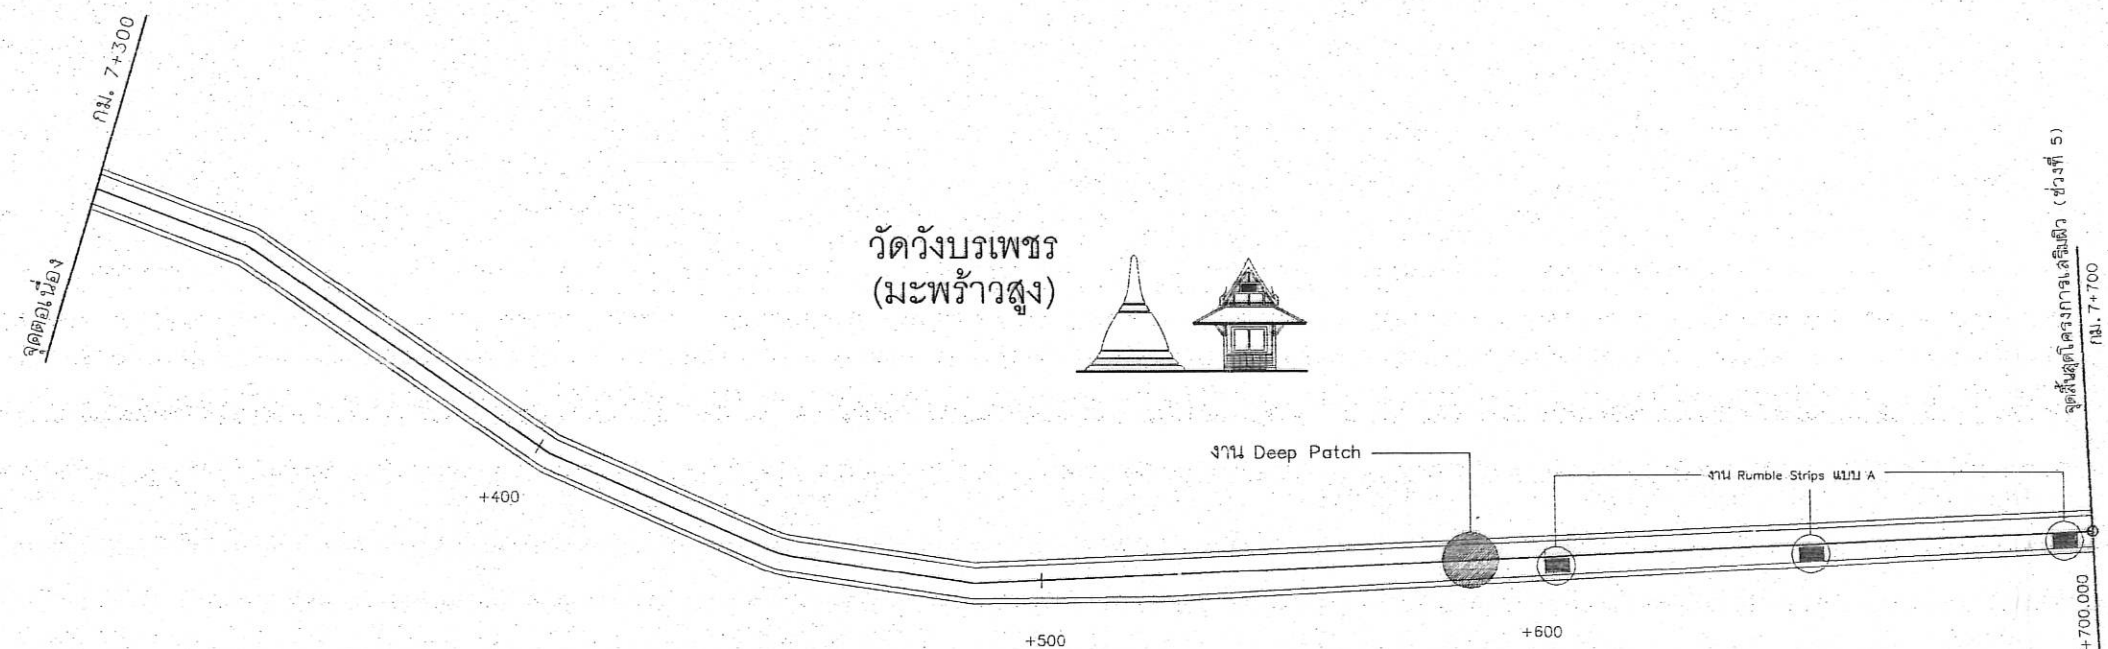 กม. 7+300
จุดต่อเนื่อง
วัดวังบรเพชร
(มะพร้าวสูง)
งาน Deep Patch
งาน Rumble Strips แบบ A
จุดสิ้นสุดโครงการเสริมผิว (ช่วงที่ 5)
กม. 7+700
+400
+500
+600
+700.000